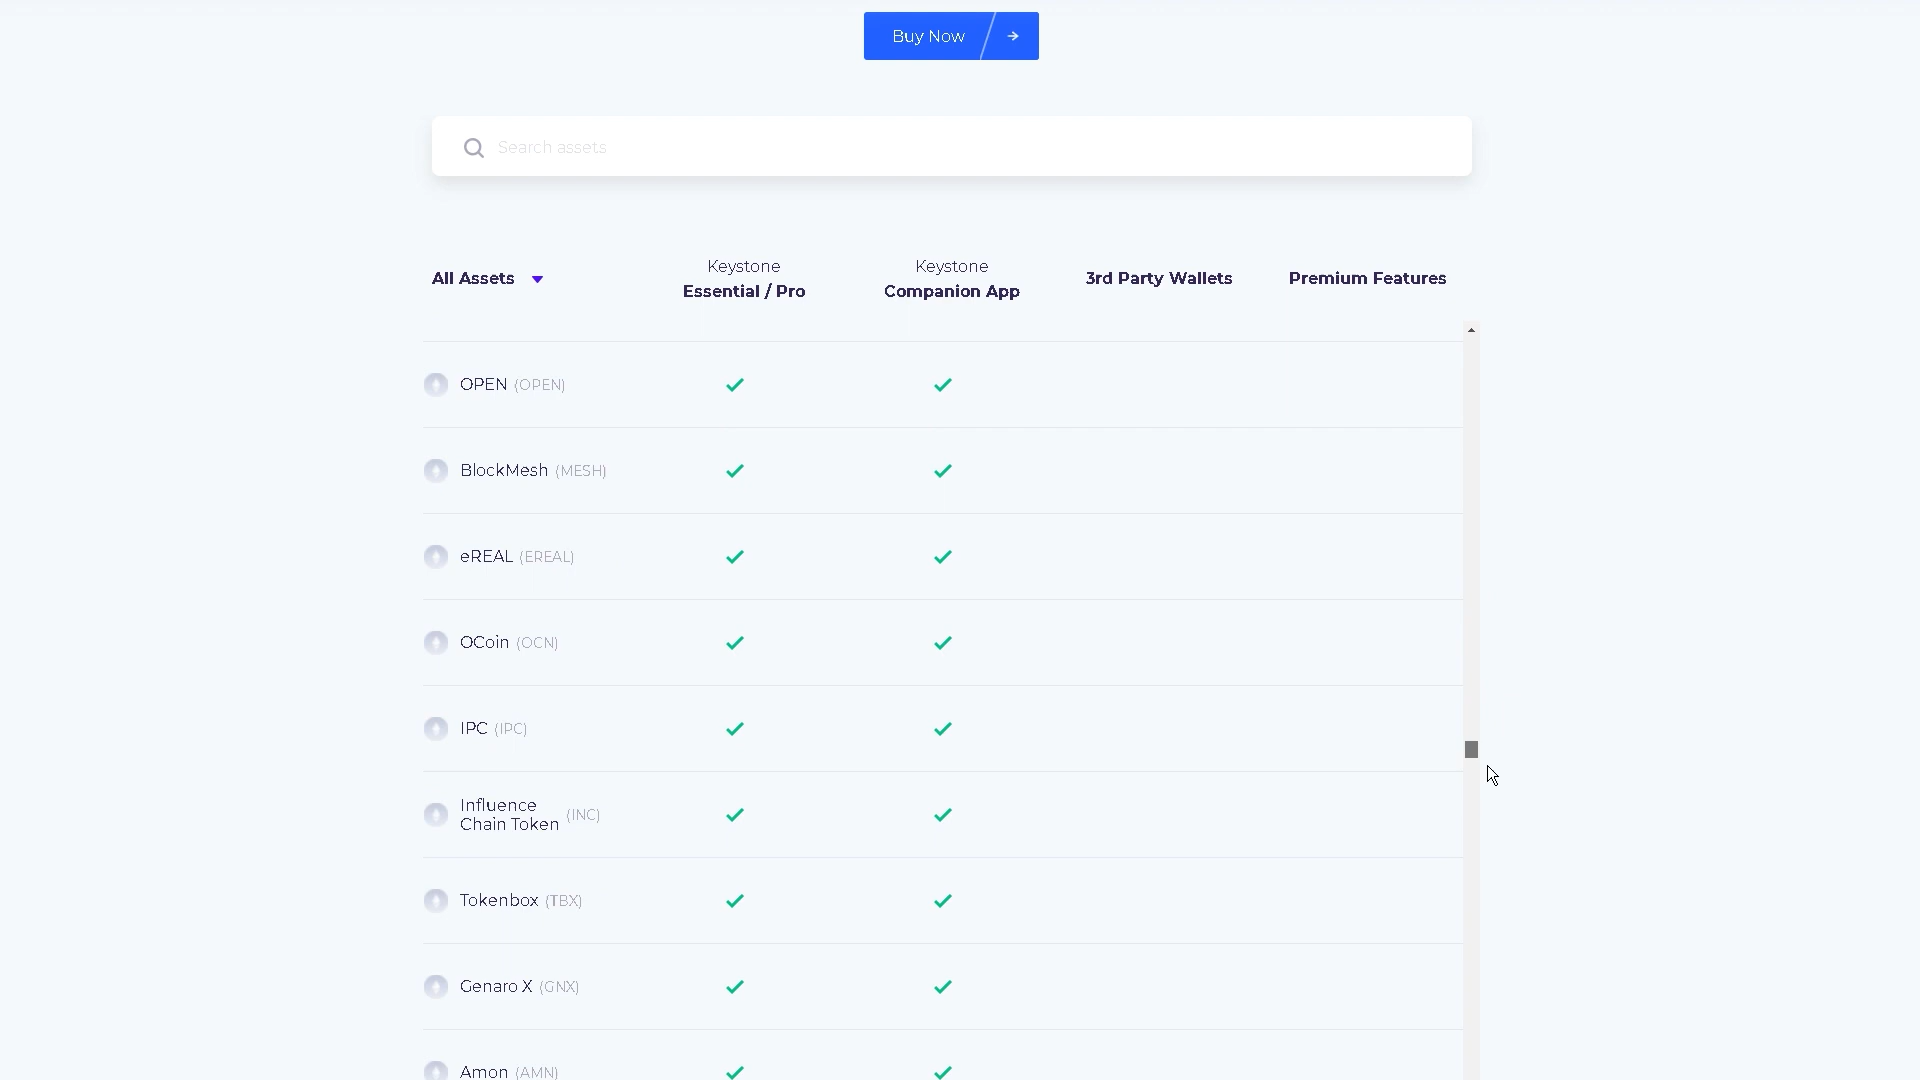 Buy Now
Search assets
All Assets
Keystone
Essential / Pro
Keystone
Companion App
3rd Party Wallets
Premium Features
OPEN (OPEN)
BlockMesh (MESH)
eREAL (EREAL)
OCoin (OCN)
IPC (IPC)
Influence
Chain Token (INC)
Tokenbox (TBX)
Genaro X (GNX)
Amon (AMN)